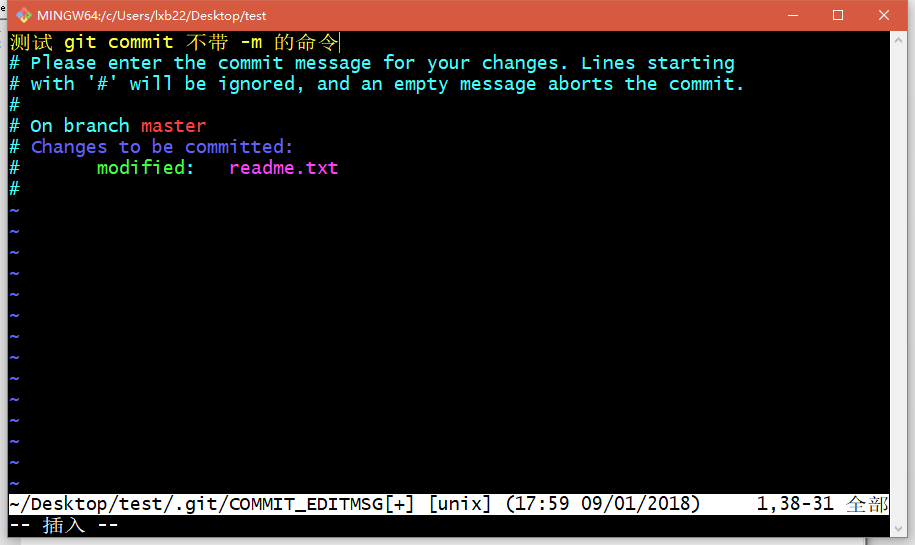 MINGW64:/c/Users/lxb22/Desktop/test
测试 git commit 不带 -m 的命令
# Please enter the commit message for your changes. Lines starting
# with '#' will be ignored, and an empty message aborts the commit.
#
# On branch master
# Changes to be committed:
#       modified:   readme.txt
#
~
~
~
~
~
~
~
~
~
~
~
~
~
~
~/Desktop/test/.git/COMMIT_EDITMSG[+] [unix] (17:59 09/01/2018)     1,38-31 全部
-- 插入 --